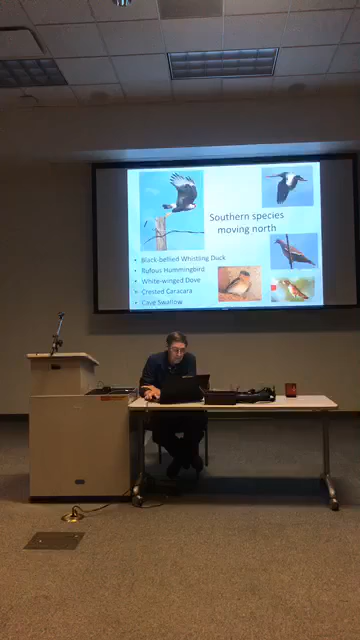 Southern species
moving north
• Black-bellied Whistling Duck
• Rufous Hummingbird
• White-winged Dove
• Crested Caracara
• Cave Swallow